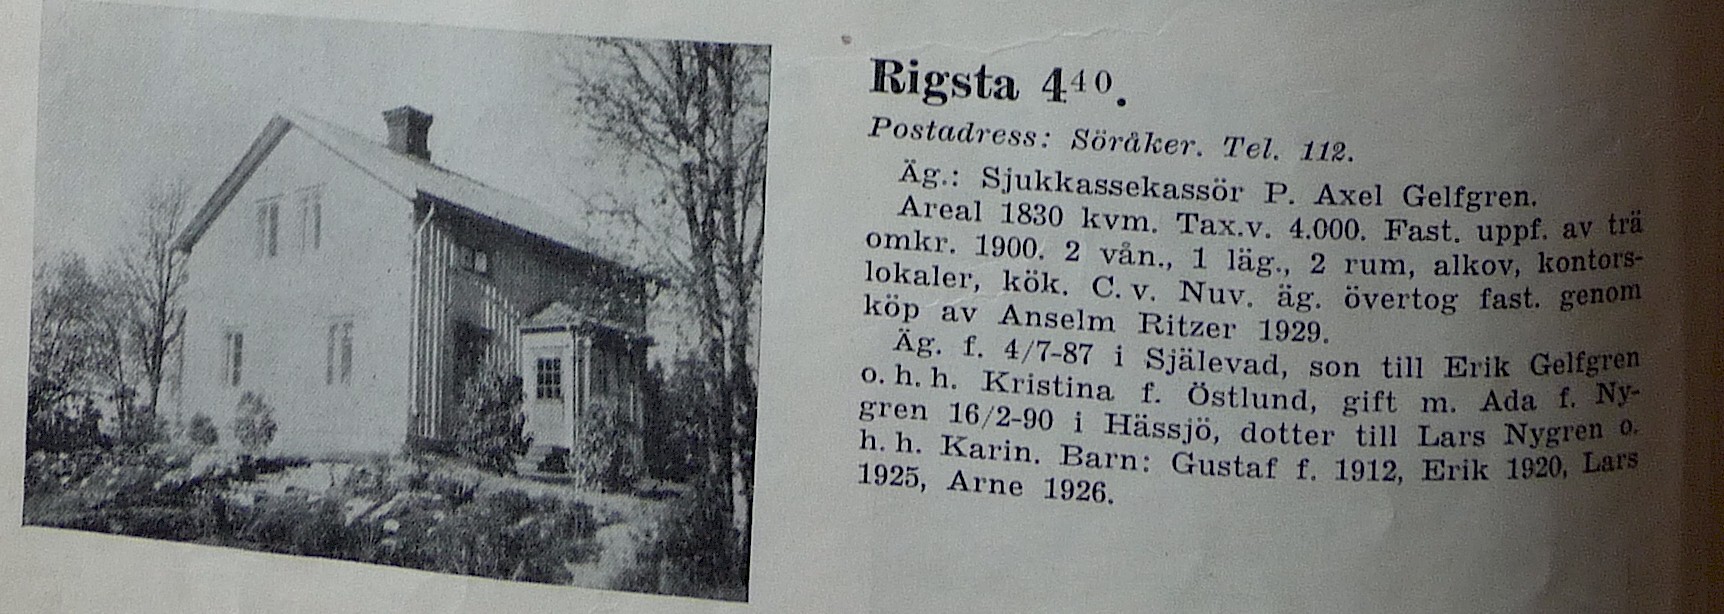 Rigsta 4⁴⁰.
Postadress: Söråker. Tel. 112.
Äg.: Sjukkassekassör P. Axel Gelfgren.
Areal 1830 kvm. Tax.v. 4.000. Fast. uppf. av trä
omkr. 1900. 2 vån., 1 läg., 2 rum, alkov, kontors-
lokaler, kök. C. v. Nuv. äg. övertog fast. genom
köp av Anselm Ritzer 1929.
Äg. f. 4/7-87 i Själevad, son till Erik Gelfgren
o. h. h. Kristina f. Östlund, gift m. Ada f. Ny-
gren 16/2-90 i Hässjö, dotter till Lars Nygren o.
h. h. Karin. Barn: Gustaf f. 1912, Erik 1920, Lars
1925, Arne 1926.